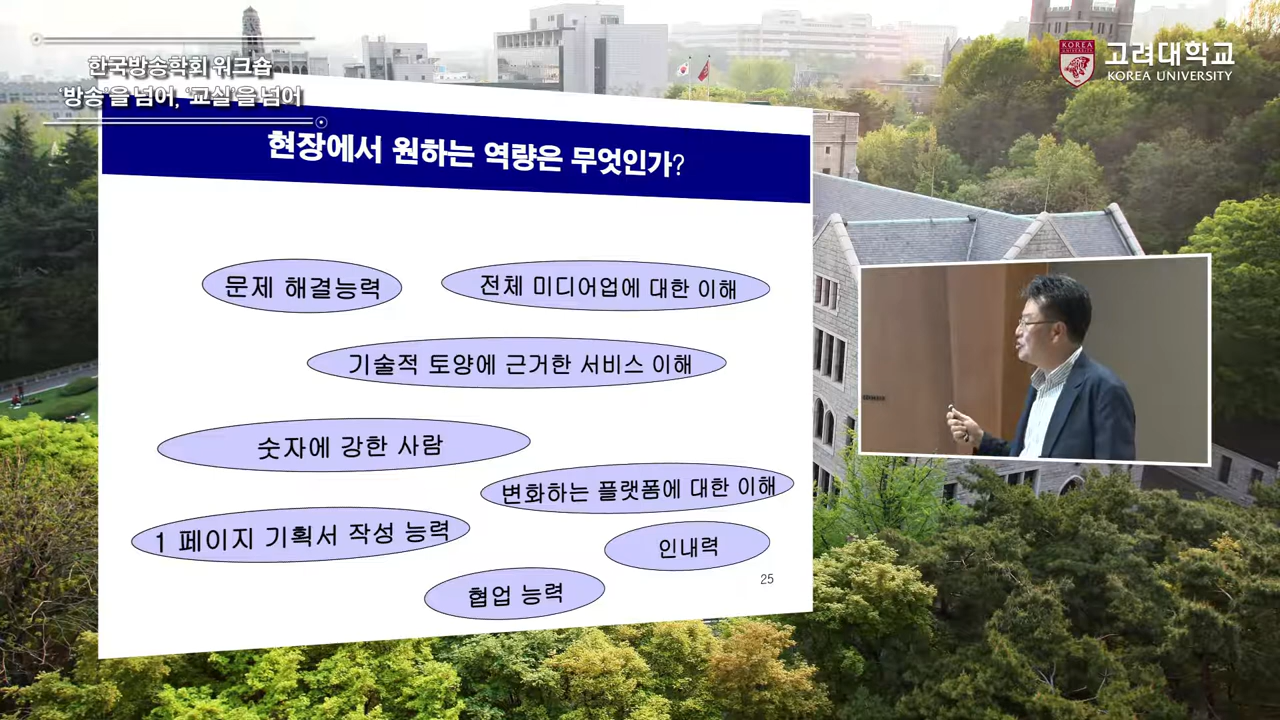 한국방송학회 워크숍
‘방송’을 넘어, ‘교실’을 넘어
KOREA
UNIVERSITY
고려대학교
KOREA UNIVERSITY
현장에서 원하는 역량은 무엇인가?
문제 해결능력
전체 미디어업에 대한 이해
기술적 토양에 근거한 서비스 이해
숫자에 강한 사람
변화하는 플랫폼에 대한 이해
1 페이지 기획서 작성 능력
인내력
협업 능력
25